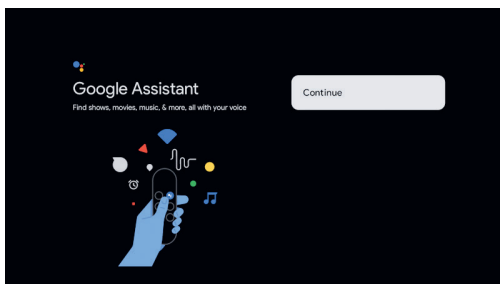 Google Assistant
Find shows, movies, music, & more, all with your voice
Continue